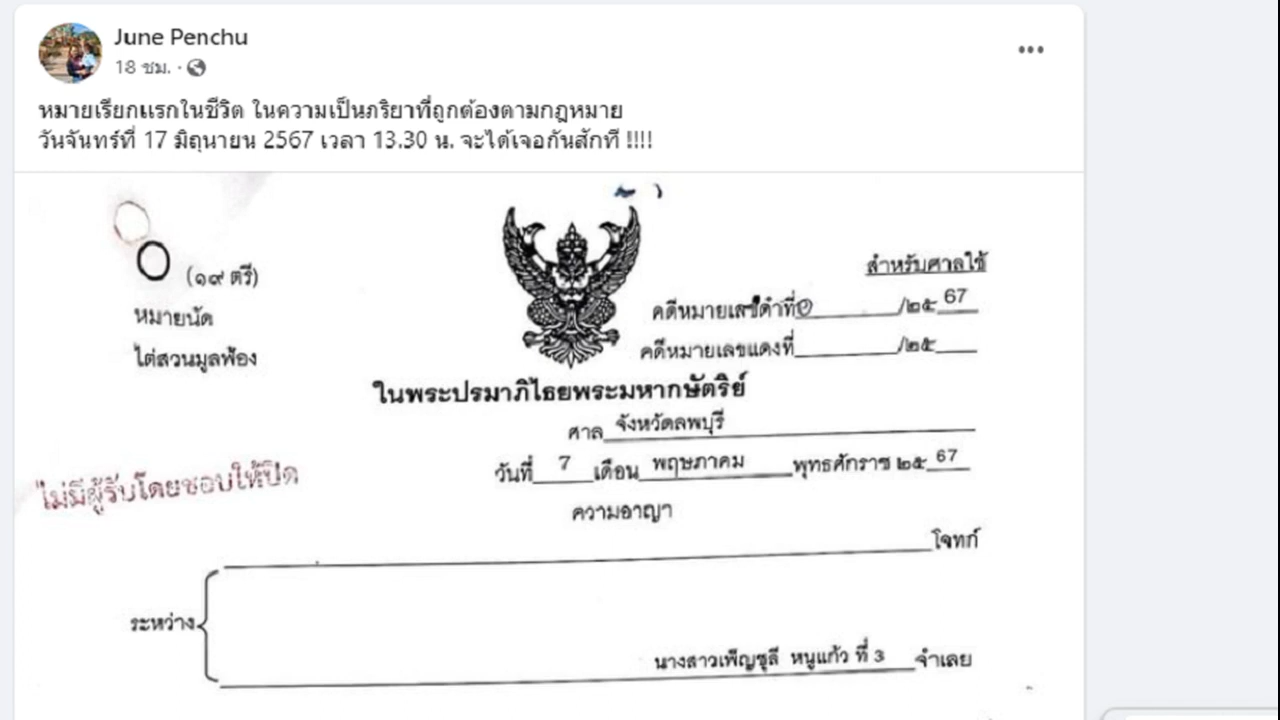 June Penchu
18 ชม. ·
หมายเรียกแรกในชีวิต ในความเป็นภริยาที่ถูกต้องตามกฎหมาย
วันจันทร์ที่ 17 มิถุนายน 2567 เวลา 13.30 น. จะได้เจอกันสักที !!!!
(๑๙ ตรี)
สำหรับศาลใช้
หมายนัด
คดีหมายเลขดำที่ /๒๕ 67
ไต่สวนมูลฟ้อง
คดีหมายเลขแดงที่ /๒๕
ในพระปรมาภิไธยพระมหากษัตริย์
ศาล จังหวัดลพบุรี
วันที่ 7 เดือน พฤษภาคม พุทธศักราช ๒๕ 67
ไม่มีผู้รับโดยชอบให้ปิด
ความอาญา
โจทก์
ระหว่าง
นางสาวเพ็ญชุลี หนูแก้ว ที่ 3 จำเลย